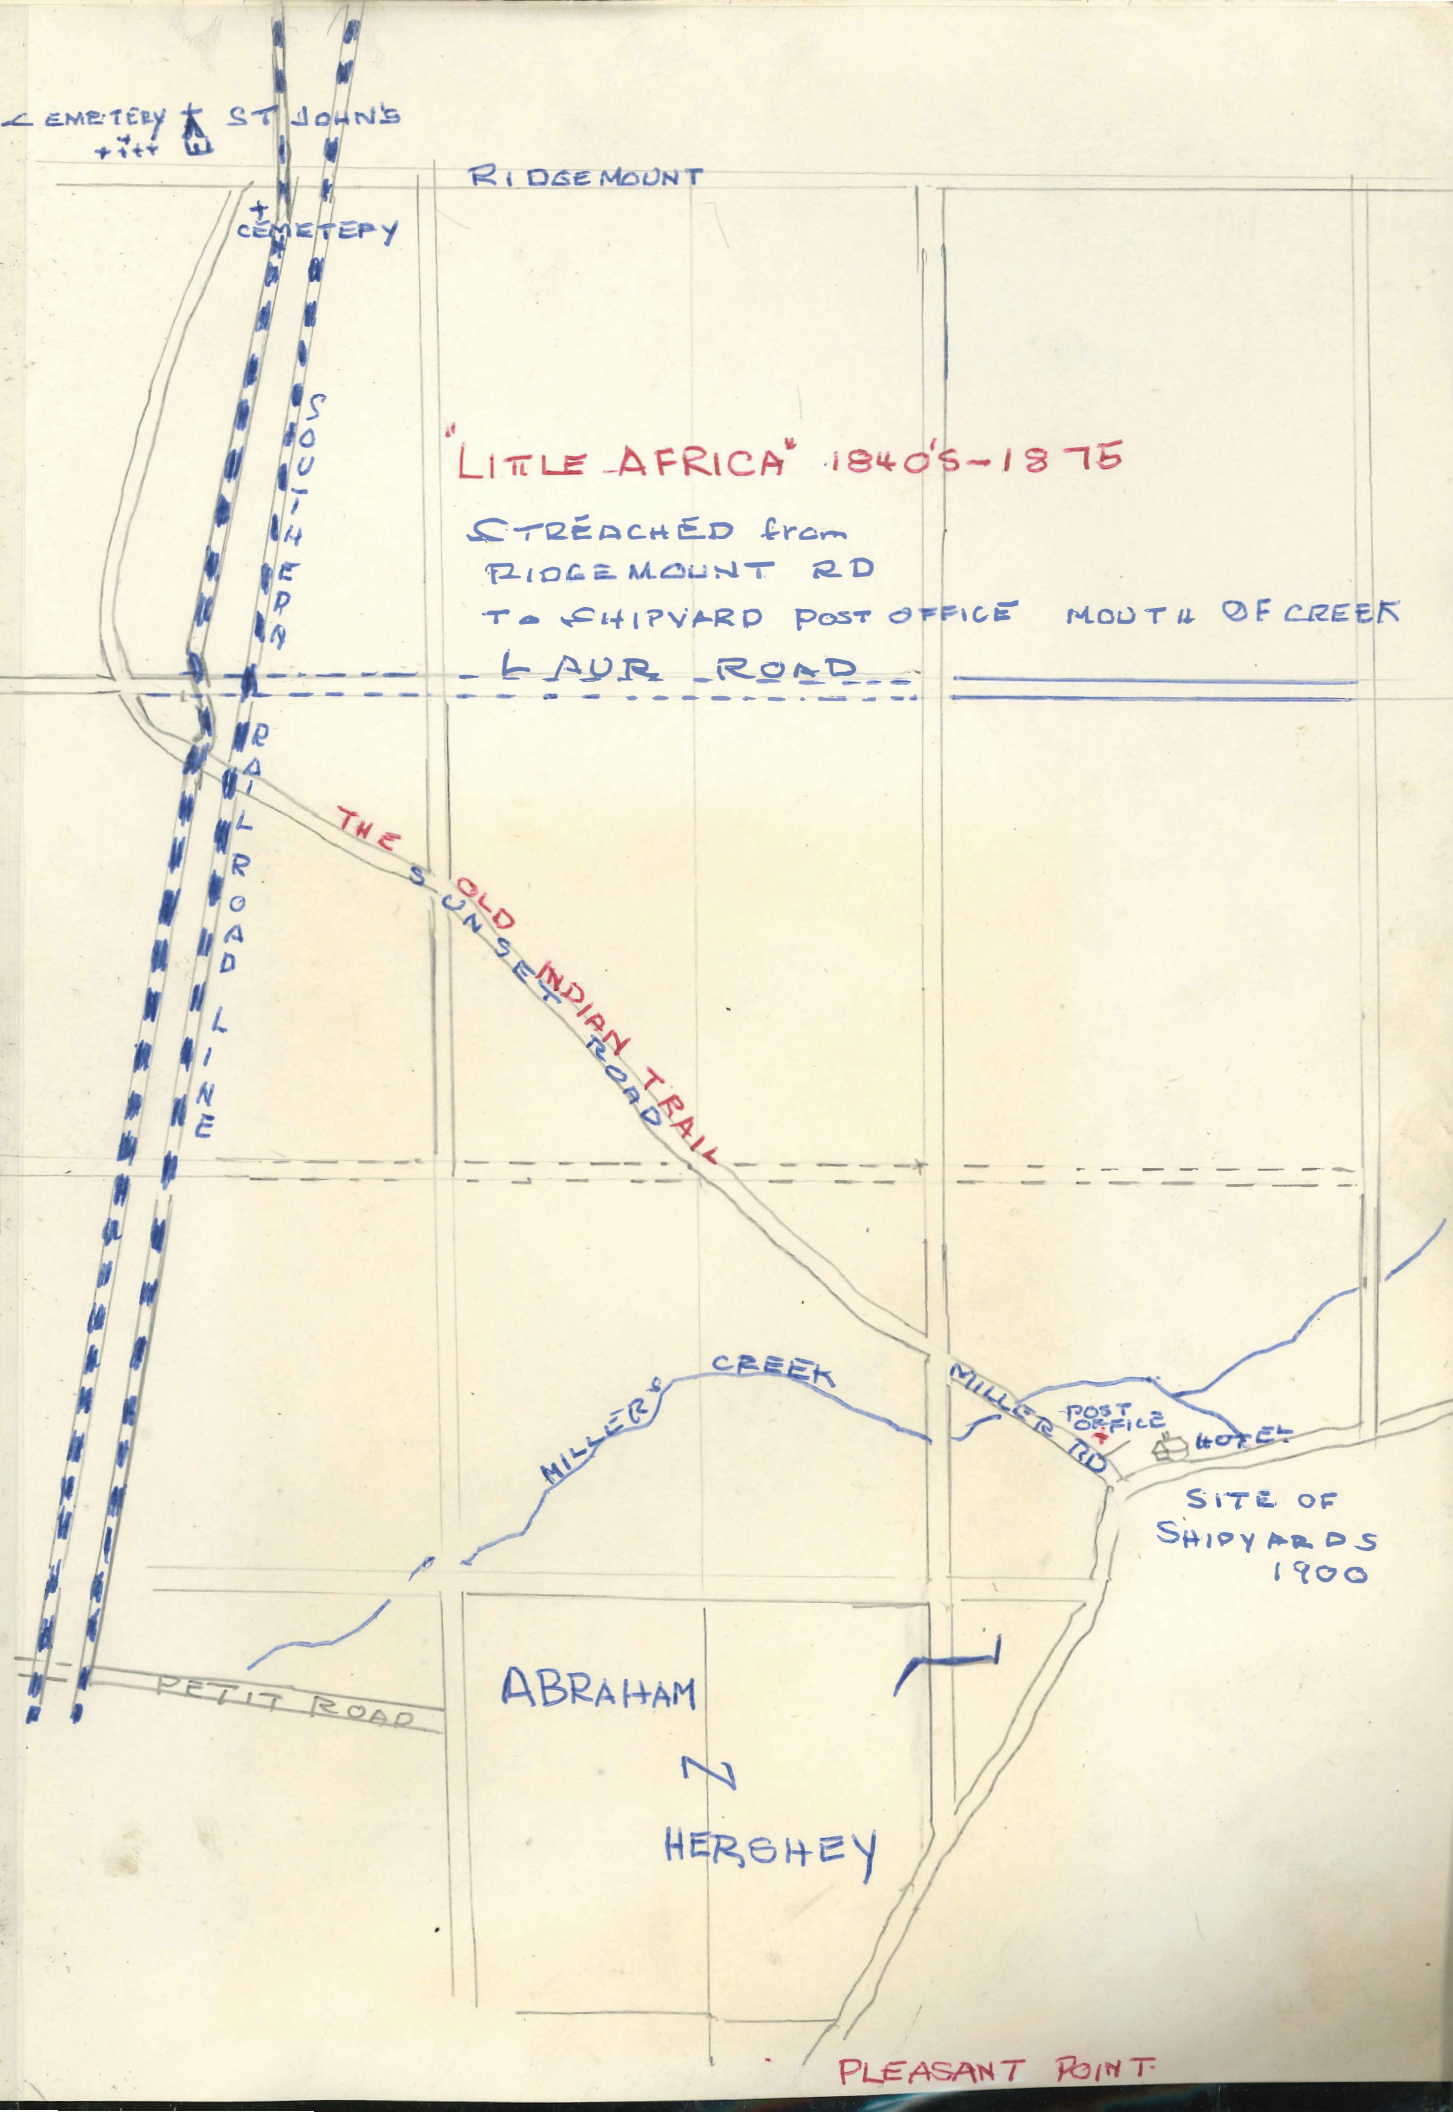 CEMETERY ST JOHN'S
RIDGEMOUNT
CEMETERY
SOUTHERN RAILROAD LINE
"LITTLE AFRICA" 1840'S-1875
STREACHED from
RIDGEMOUNT RD
To SHIPYARD POST OFFICE MOUTH OF CREEK
LAUR ROAD
THE OLD INDIAN TRAIL
SUNSET ROAD
MILLER'S CREEK
MILLER RD
POST
OFFICE
HOTEL
SITE OF
SHIPYARDS
1900
PETIT ROAD
ABRAHAM
N
HERSHEY
PLEASANT POINT.